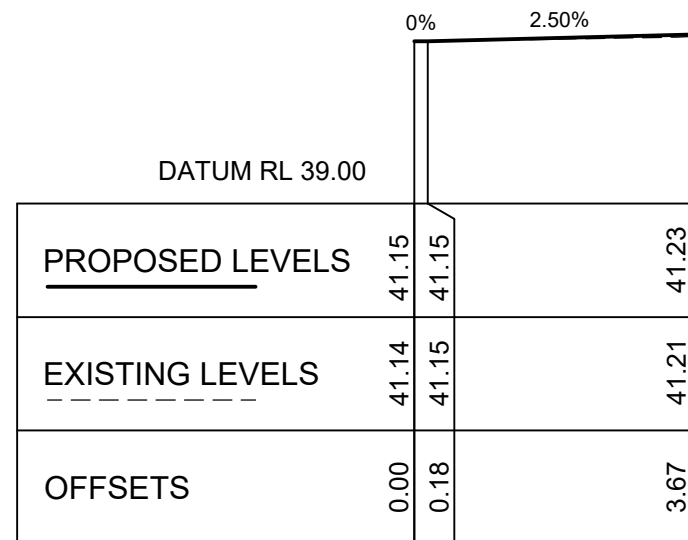 0% 2.50%
DATUM RL 39.00
PROPOSED LEVELS 41.15 41.15 41.23
EXISTING LEVELS 41.14 41.15 41.21
OFFSETS 0.00 0.18 3.67